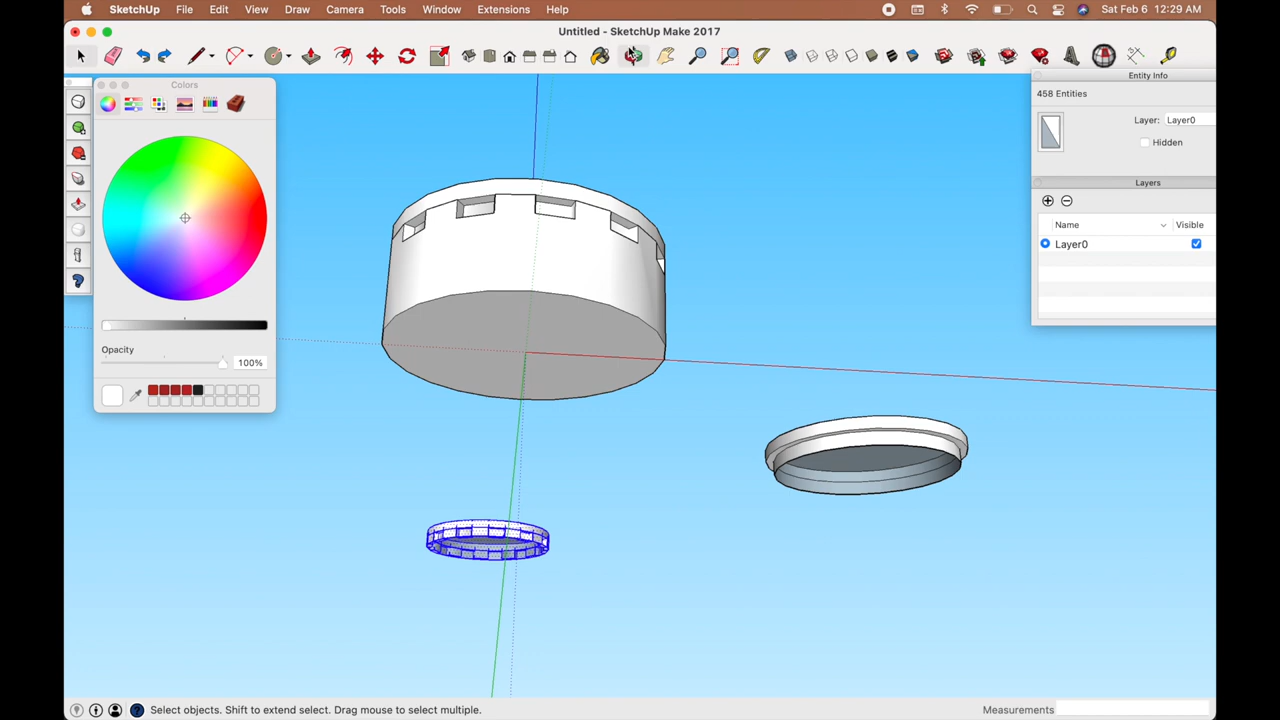 SketchUp File Edit View Draw Camera Tools Window Extensions Help Sat Feb 6 12:29 AM
Untitled - SketchUp Make 2017
Colors
Entity Info
458 Entities
Layer: Layer0
Hidden
Layers
Name Visible
Layer0
Opacity
100%
Select objects. Shift to extend select. Drag mouse to select multiple.
Measurements